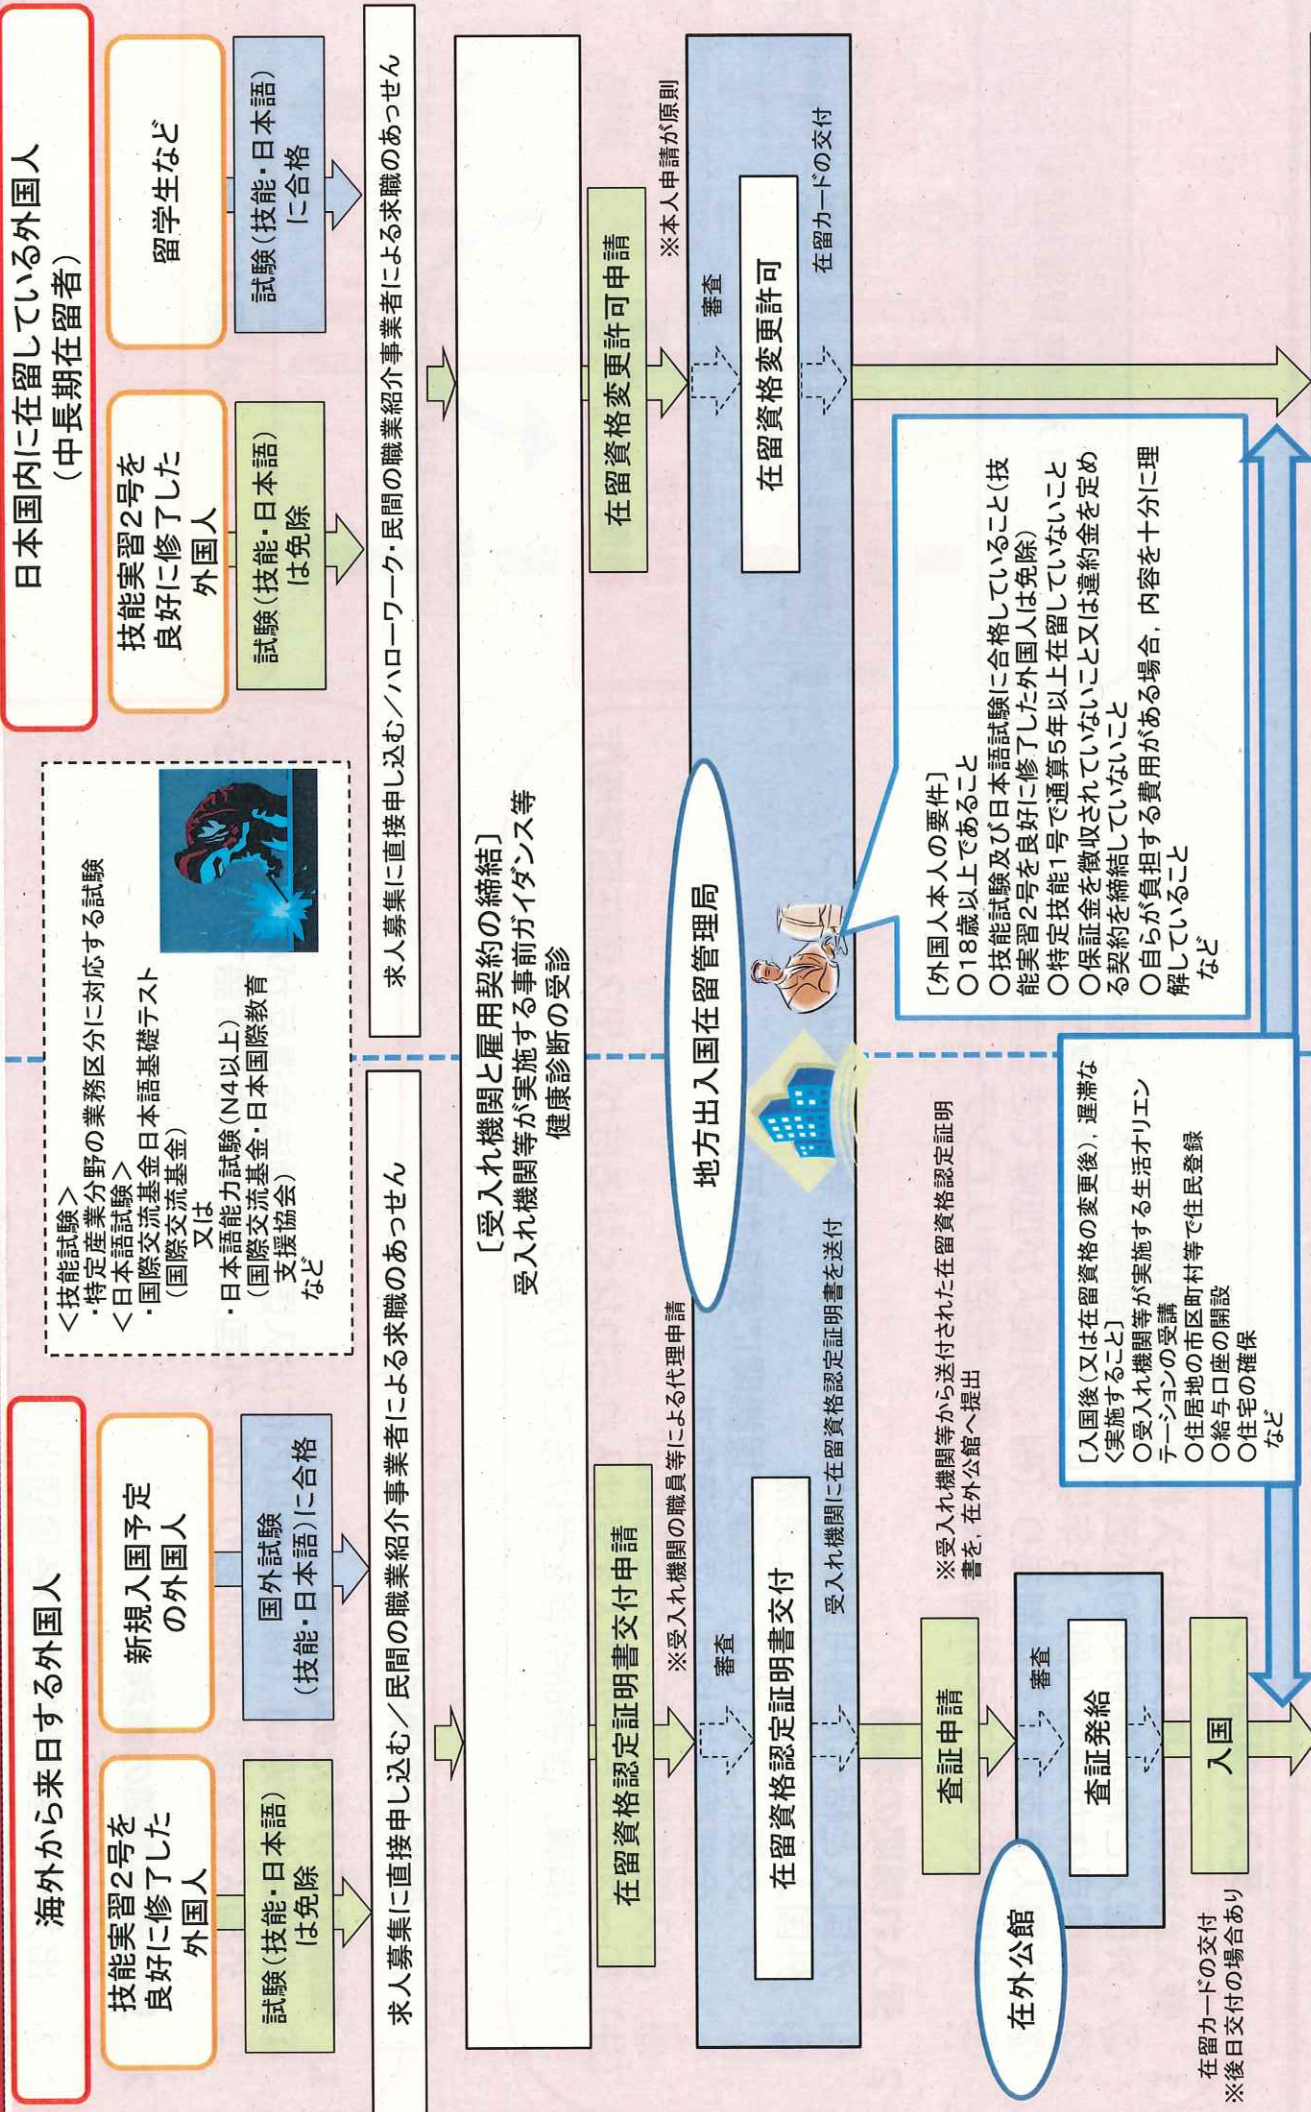 海外から来日する外国人
技能実習2号を
良好に修了した
外国人
新規入国予定
の外国人
試験(技能・日本語)
は免除
国外試験
(技能・日本語)に合格
<技能試験>
・特定産業分野の業務区分に対応する試験
<日本語試験>
・国際交流基金日本語基礎テスト
(国際交流基金)
又は
・日本語能力試験(N4以上)
(国際交流基金・日本国際教育
支援協会)
など
日本国内に在留している外国人
(中長期在留者)
技能実習2号を
良好に修了した
外国人
留学生など
試験(技能・日本語)
は免除
試験(技能・日本語)
に合格
求人募集に直接申し込む/民間の職業紹介事業者による求職のあっせん
求人募集に直接申し込む/ハローワーク・民間の職業紹介事業者による求職のあっせん
[受入れ機関と雇用契約の締結]
受入れ機関等が実施する事前ガイダンス等
健康診断の受診
在留資格認定証明書交付申請
※受入れ機関の職員等による代理申請
在留資格変更許可申請
※本人申請が原則
地方出入国在留管理局
審査
在留資格認定証明書交付
受入れ機関に在留資格認定証明書を送付
審査
在留資格変更許可
在留カードの交付
査証申請
※受入れ機関等から送付された在留資格認定証明
書を,在外公館へ提出
在外公館
審査
査証発給
入国
在留カードの交付
※後日交付の場合あり
[外国人本人の要件]
○18歳以上であること
○技能試験及び日本語試験に合格していること(技
能実習2号を良好に修了した外国人は免除)
○特定技能1号で通算5年以上在留していないこと
○保証金を徴収されていないこと又は違約金を定め
る契約を締結していないこと
○自らが負担する費用がある場合,内容を十分に理
解していること
など
[入国後(又は在留資格の変更後),遅滞な
く実施すること]
○受入れ機関等が実施する生活オリエン
テーションの受講
○住居地の市区町村等で住民登録
○給与口座の開設
○住宅の確保
など